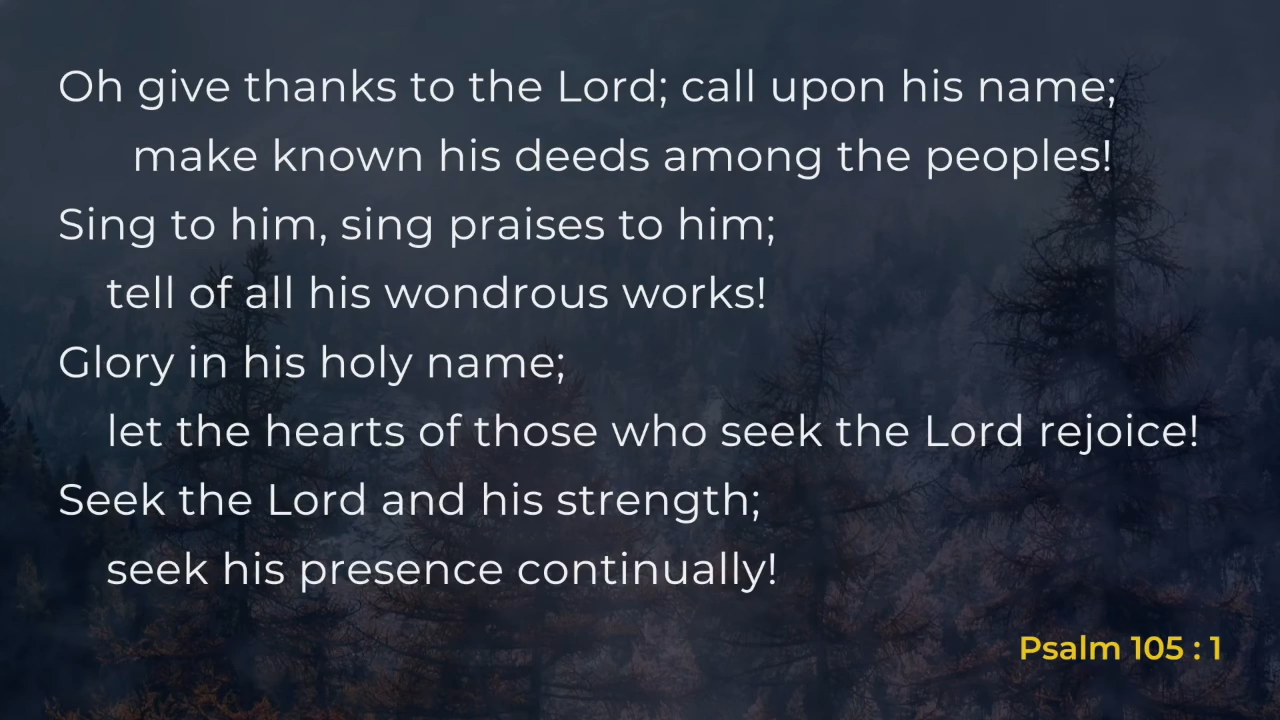 Oh give thanks to the Lord; call upon his name;
make known his deeds among the peoples!
Sing to him, sing praises to him;
tell of all his wondrous works!
Glory in his holy name;
let the hearts of those who seek the Lord rejoice!
Seek the Lord and his strength;
seek his presence continually!
Psalm 105 : 1